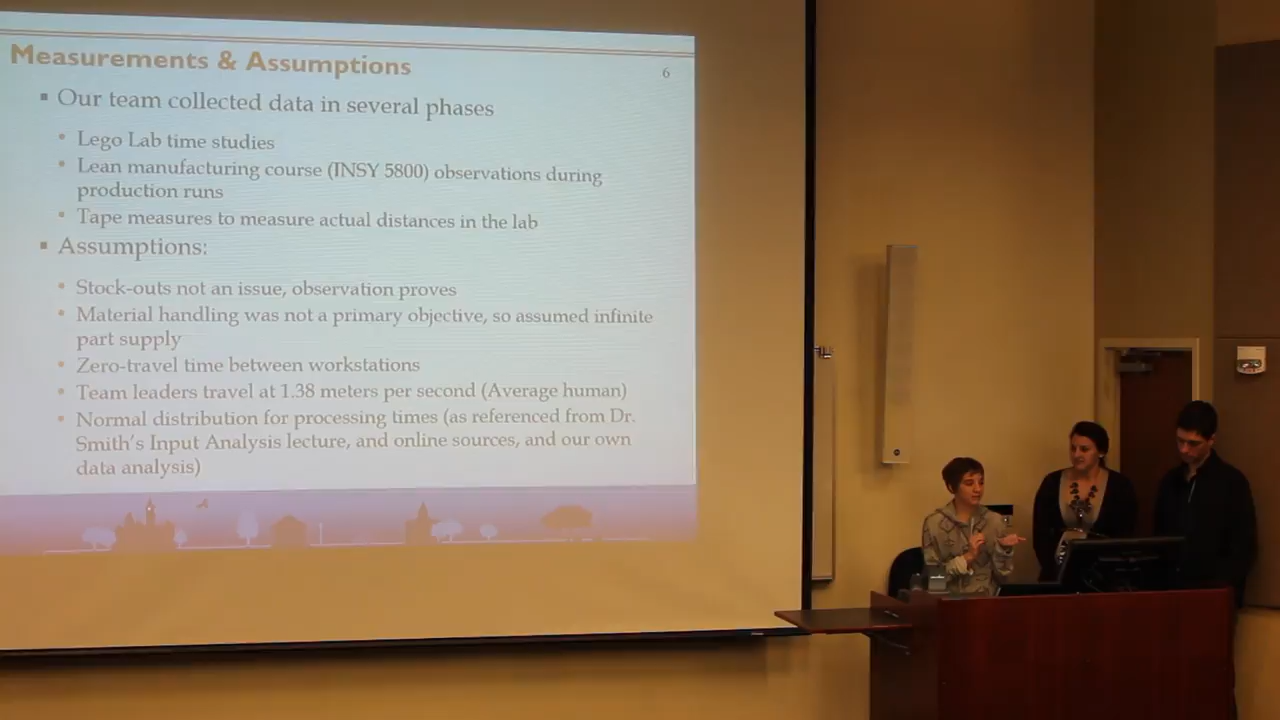 Measurements & Assumptions
6
▪ Our team collected data in several phases
• Lego Lab time studies
• Lean manufacturing course (INSY 5800) observations during
production runs
• Tape measures to measure actual distances in the lab
▪ Assumptions:
• Stock-outs not an issue, observation proves
• Material handling was not a primary objective, so assumed infinite
part supply
• Zero-travel time between workstations
• Team leaders travel at 1.38 meters per second (Average human)
• Normal distribution for processing times (as referenced from Dr.
Smith's Input Analysis lecture, and online sources, and our own
data analysis)